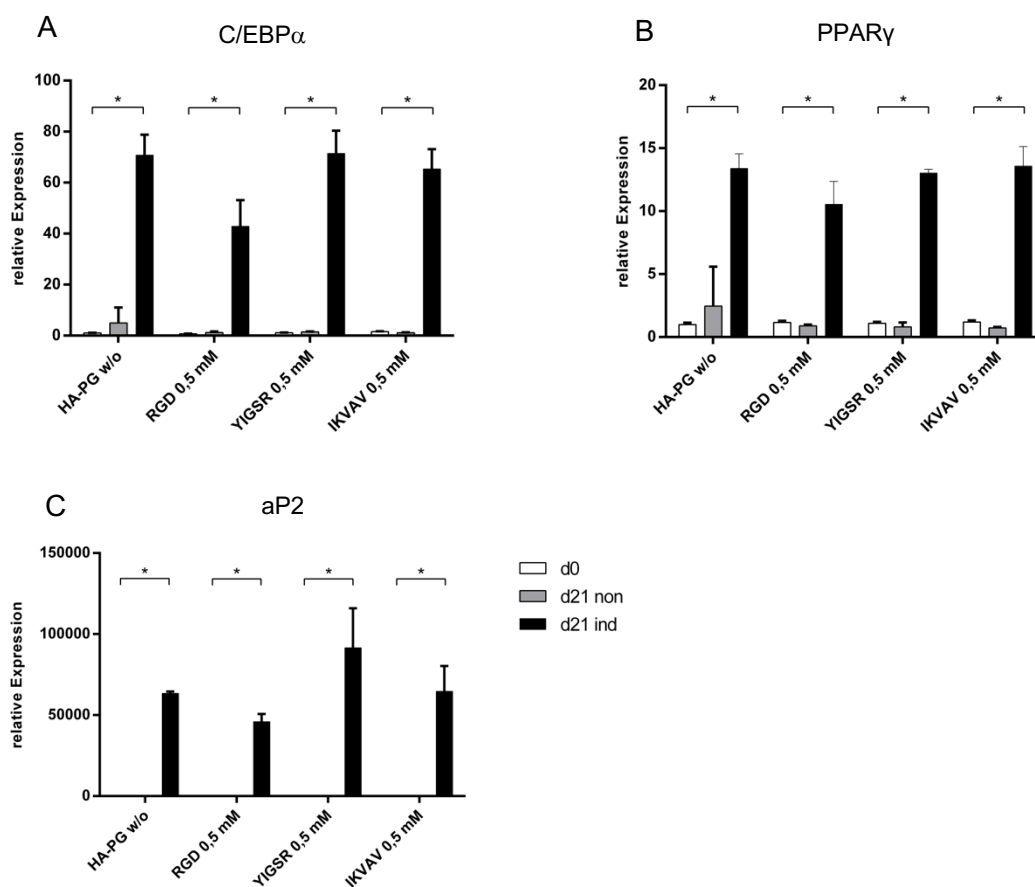 A
C/EBPα
relative Expression
100
80
60
40
20
0
* * * *
HA-PG w/o
RGD 0,5 mM
YIGSR 0,5 mM
IKVAV 0,5 mM
B
PPARγ
relative Expression
20
15
10
5
0
* * * *
HA-PG w/o
RGD 0,5 mM
YIGSR 0,5 mM
IKVAV 0,5 mM
C
aP2
relative Expression
150000
100000
50000
0
* * * *
HA-PG w/o
RGD 0,5 mM
YIGSR 0,5 mM
IKVAV 0,5 mM
d0
d21 non
d21 ind